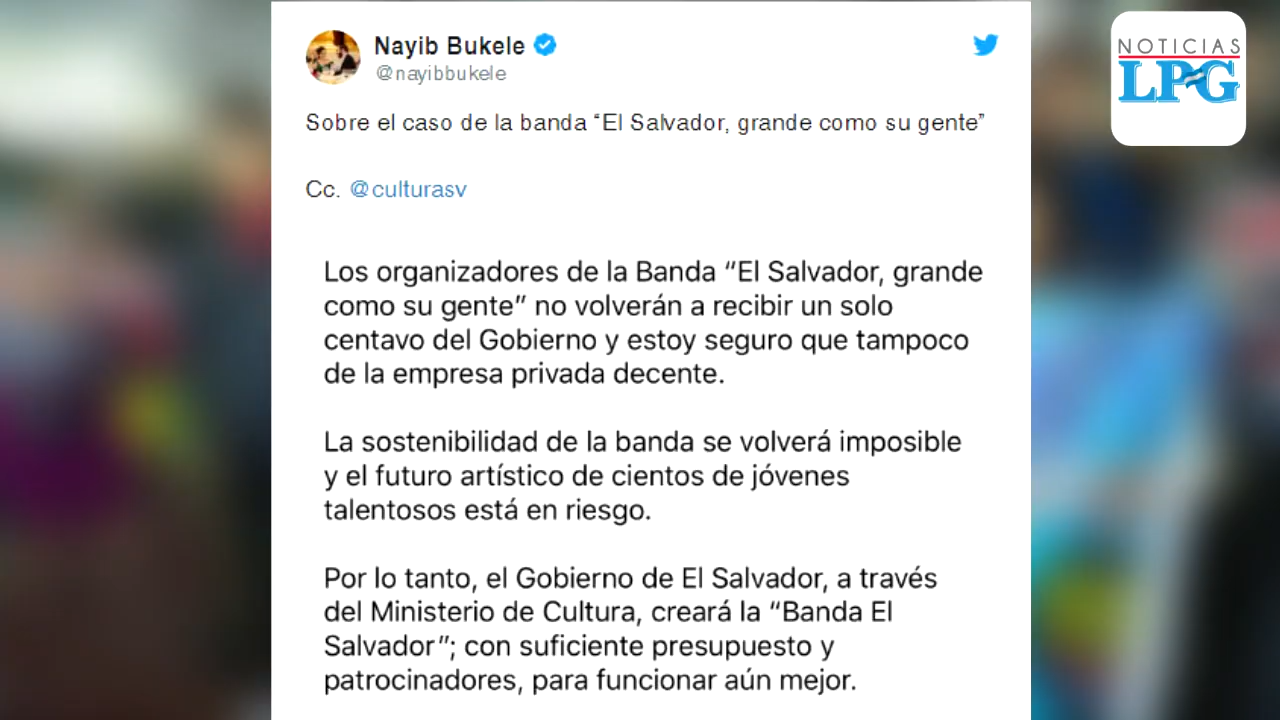 Nayib Bukele
@nayibbukele
NOTICIAS
LPG
Sobre el caso de la banda “El Salvador, grande como su gente”
Cc. @culturasv
Los organizadores de la Banda “El Salvador, grande
como su gente” no volverán a recibir un solo
centavo del Gobierno y estoy seguro que tampoco
de la empresa privada decente.
La sostenibilidad de la banda se volverá imposible
y el futuro artístico de cientos de jóvenes
talentosos está en riesgo.
Por lo tanto, el Gobierno de El Salvador, a través
del Ministerio de Cultura, creará la “Banda El
Salvador”; con suficiente presupuesto y
patrocinadores, para funcionar aún mejor.